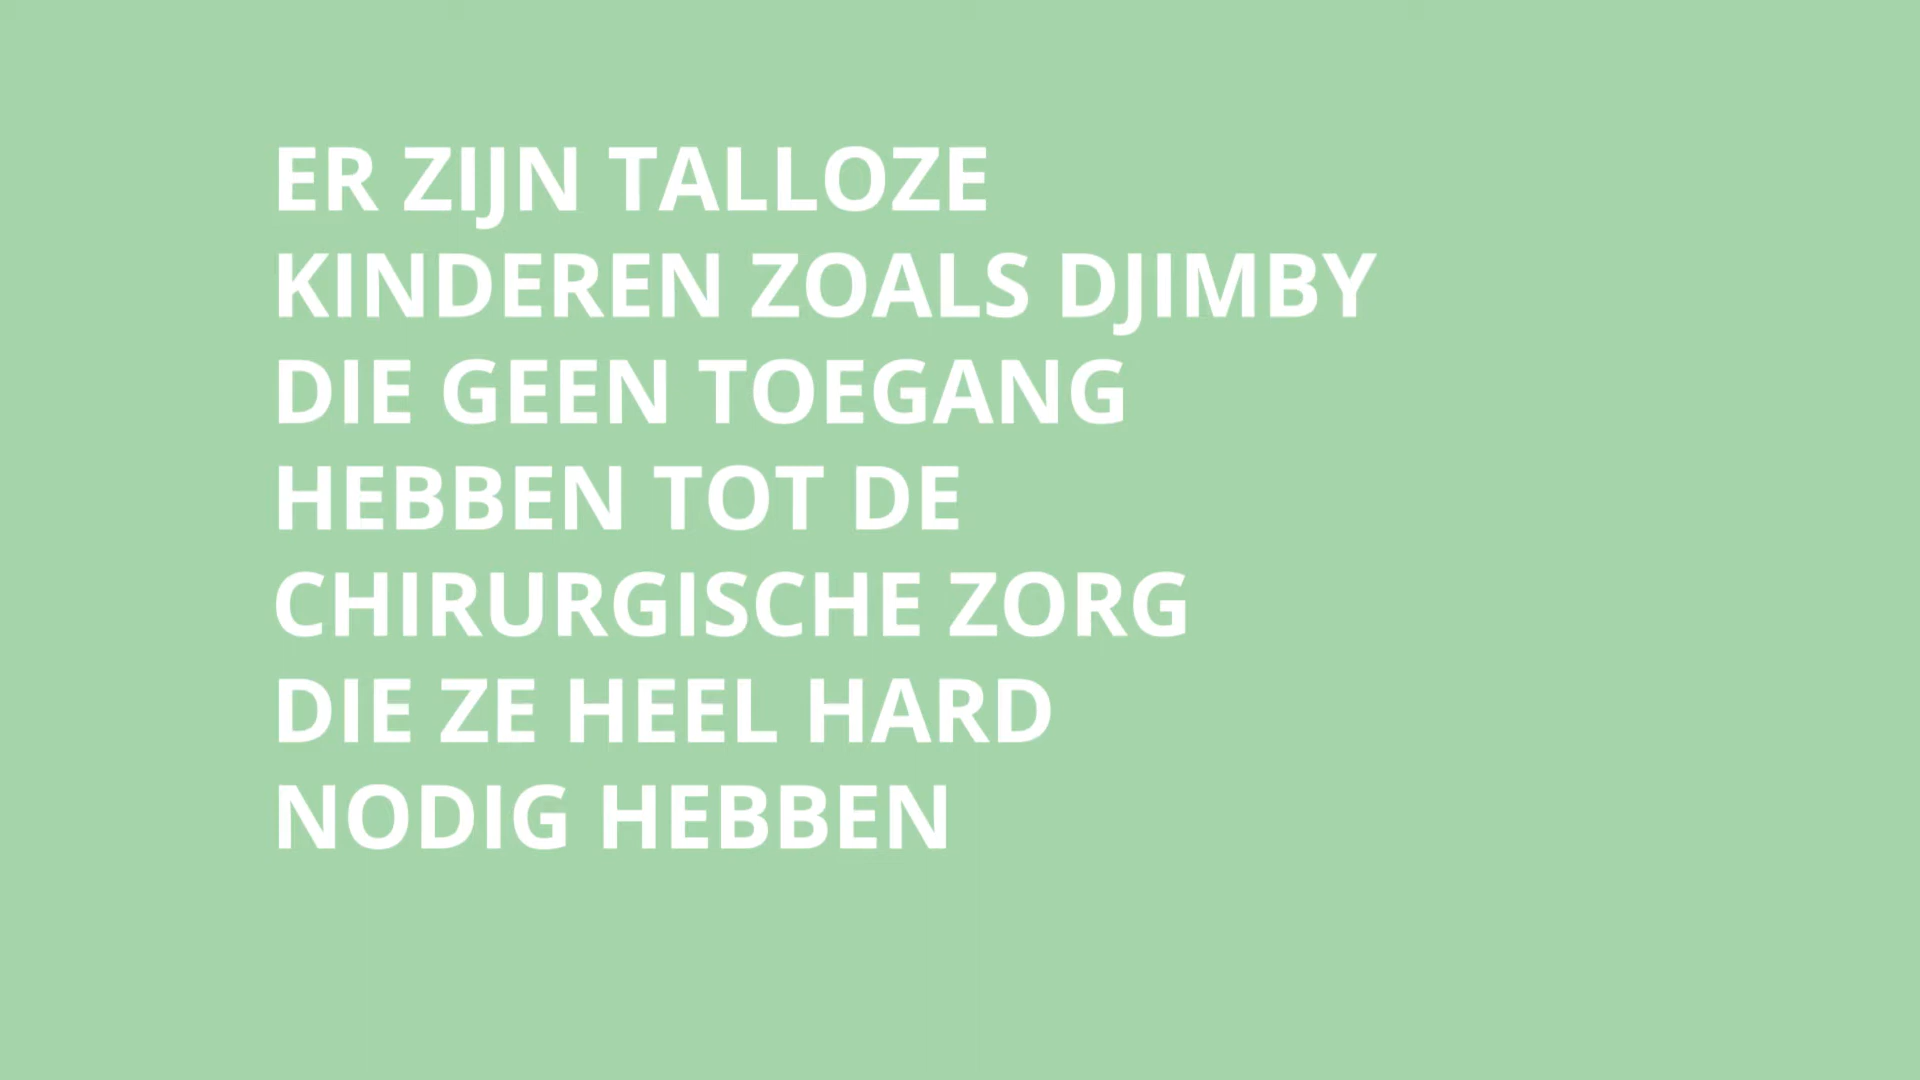 ER ZIJN TALLOZE
KINDEREN ZOALS DJIMBY
DIE GEEN TOEGANG
HEBBEN TOT DE
CHIRURGISCHE ZORG
DIE ZE HEEL HARD
NODIG HEBBEN